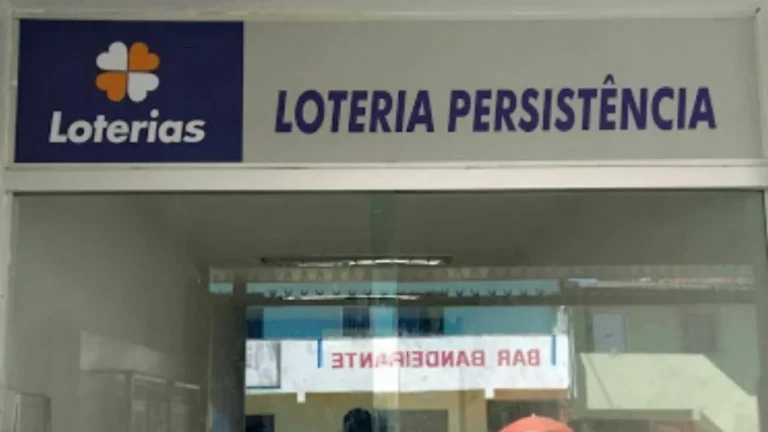 Loterias
LOTERIA PERSISTÊNCIA
BAR BANDEIRANTE